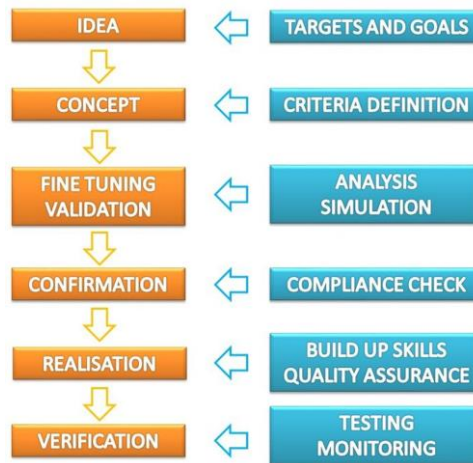 IDEA
TARGETS AND GOALS
CONCEPT
CRITERIA DEFINITION
FINE TUNING
VALIDATION
ANALYSIS
SIMULATION
CONFIRMATION
COMPLIANCE CHECK
REALISATION
BUILD UP SKILLS
QUALITY ASSURANCE
VERIFICATION
TESTING
MONITORING